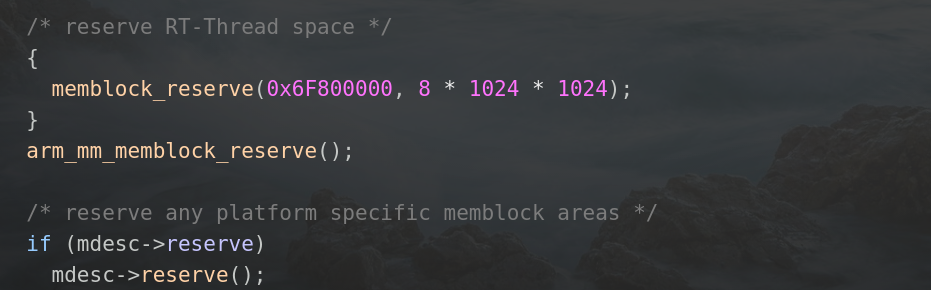 /* reserve RT-Thread space */
{
  memblock_reserve(0x6F800000, 8 * 1024 * 1024);
}
arm_mm_memblock_reserve();

/* reserve any platform specific memblock areas */
if (mdesc->reserve)
  mdesc->reserve();